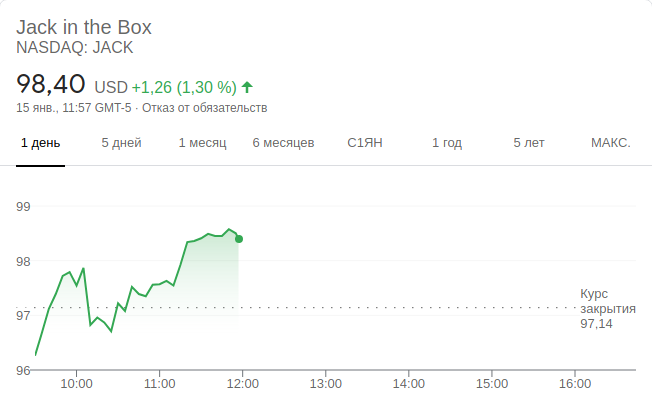 Jack in the Box
NASDAQ: JACK
98,40 USD +1,26 (1,30 %)
15 янв., 11:57 GMT-5 · Отказ от обязательств
1 день 5 дней 1 месяц 6 месяцев С1ЯН 1 год 5 лет МАКС.
99
98
97
96
Курс
закрытия
97,14
10:00 11:00 12:00 13:00 14:00 15:00 16:00